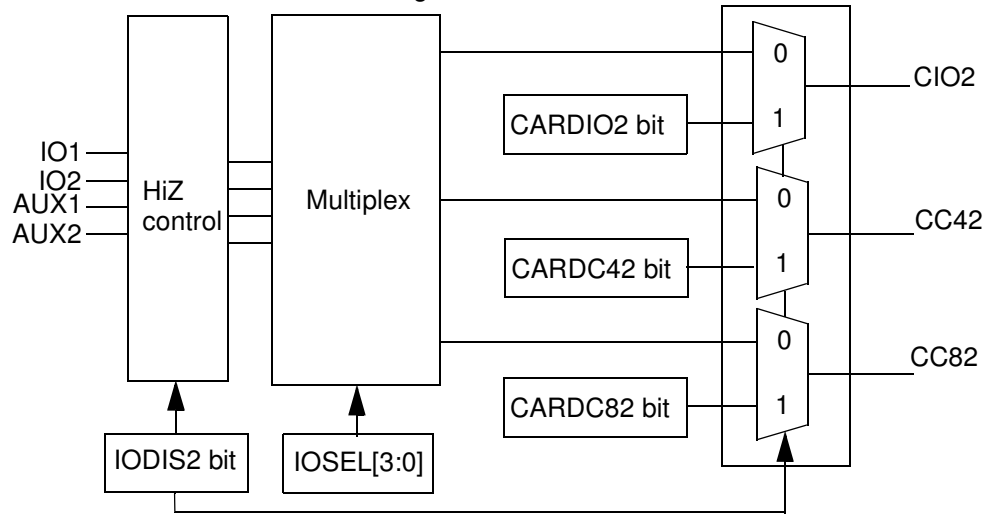 0
CIO2
CARDIO2 bit
1
IO1
IO2
AUX1
AUX2
HiZ
control
Multiplex
0
CC42
CARDC42 bit
1
0
CC82
CARDC82 bit
1
IODIS2 bit
IOSEL[3:0]